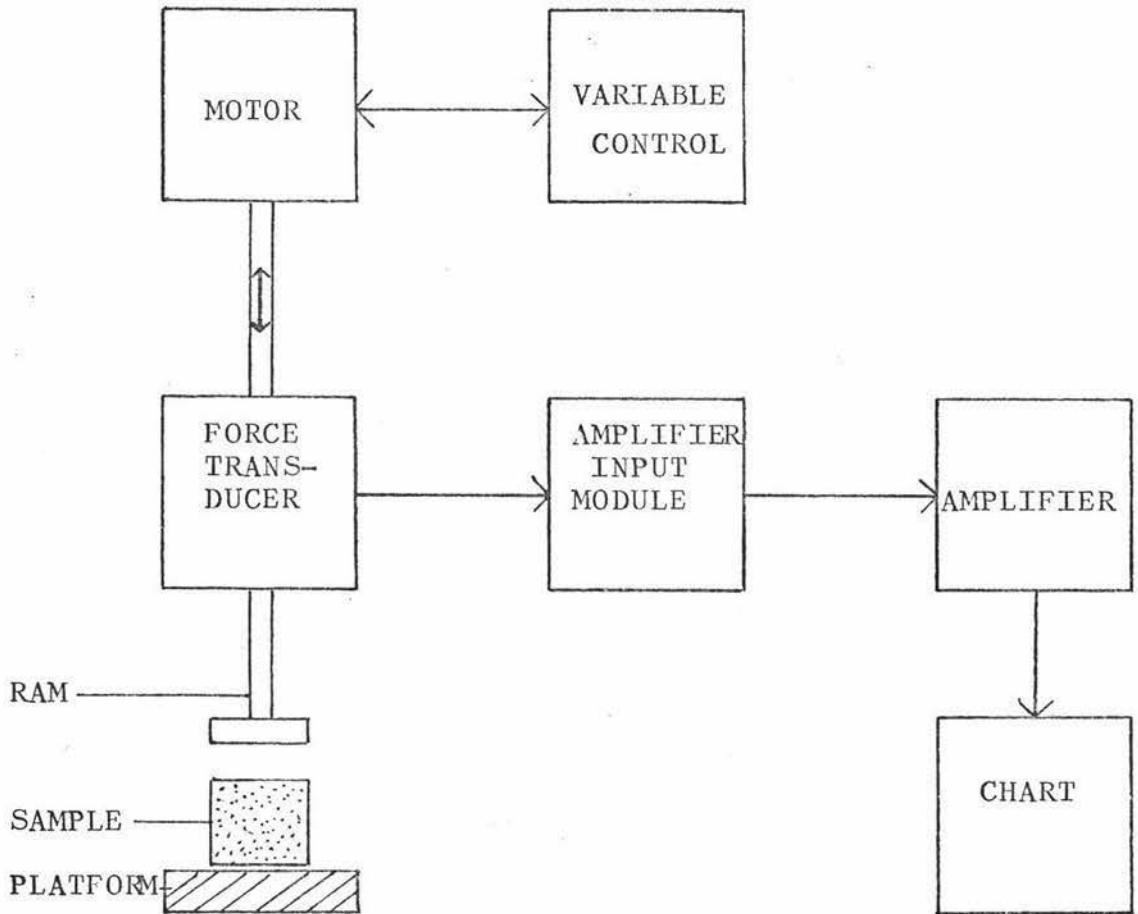 MOTOR
VARIABLE
CONTROL
FORCE
TRANS-
DUCER
AMPLIFIER
INPUT
MODULE
AMPLIFIER
RAM
SAMPLE
PLATFORM
CHART